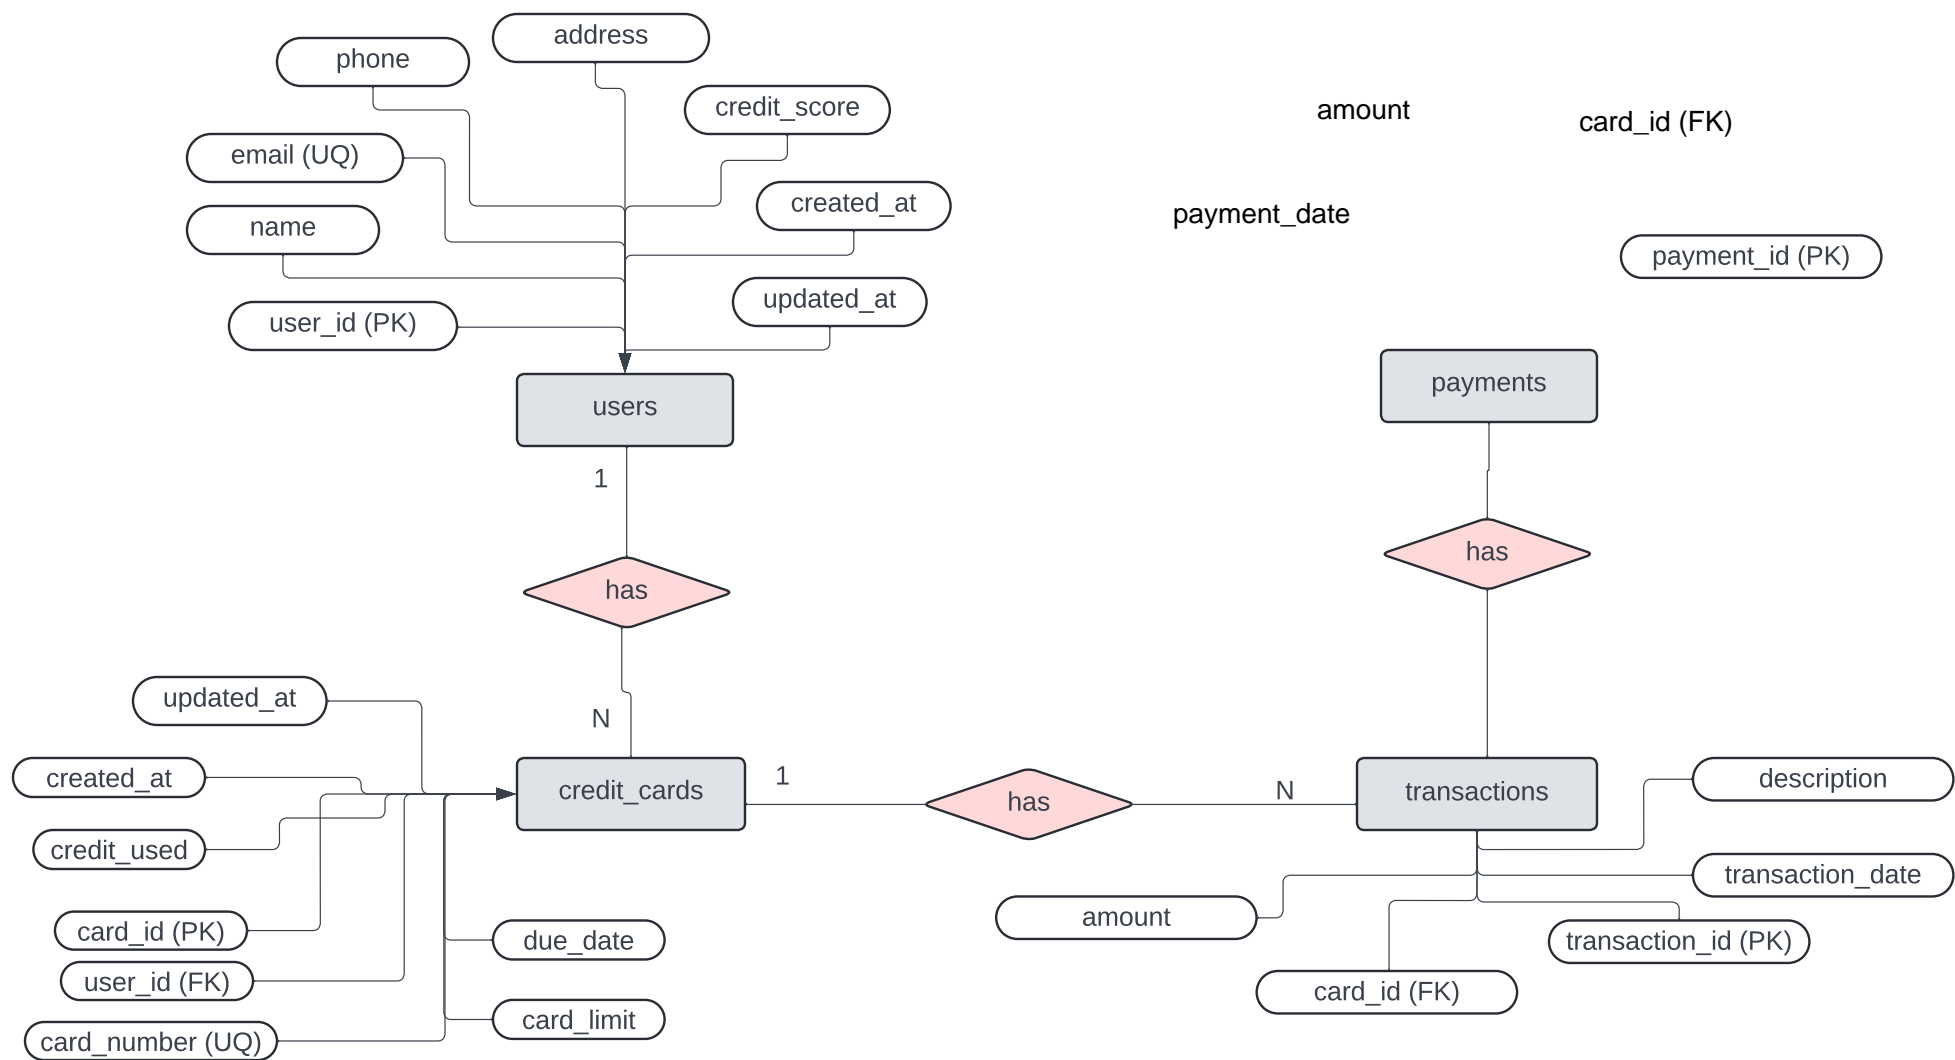 address
phone
credit_score
amount
card_id (FK)
email (UQ)
created_at
payment_date
name
payment_id (PK)
updated_at
user_id (PK)
payments
users
1
has
has
updated_at
N
created_at
credit_cards
1
has
N
transactions
description
credit_used
transaction_date
amount
card_id (PK)
due_date
transaction_id (PK)
user_id (FK)
card_id (FK)
card_limit
card_number (UQ)